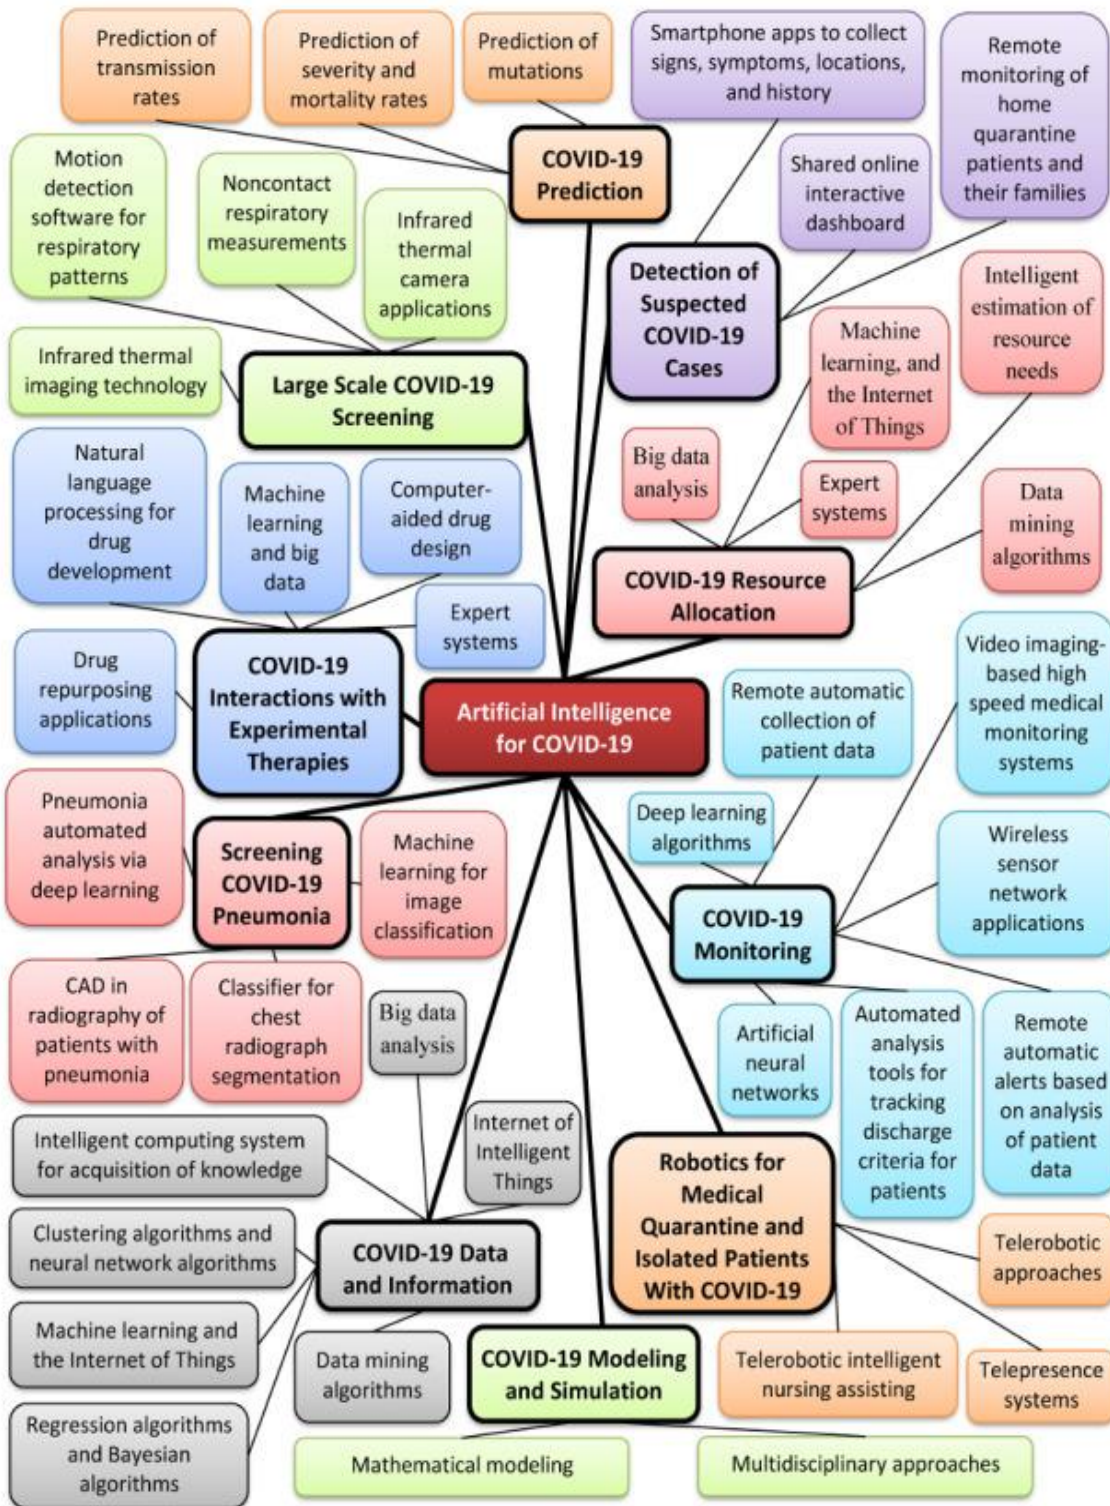 Prediction of
transmission
rates
Prediction of
severity and
mortality rates
Prediction of
mutations
Smartphone apps to collect
signs, symptoms, locations,
and history
Remote
monitoring of
home
quarantine
patients and
their families
COVID-19
Prediction
Shared online
interactive
dashboard
Motion
detection
software for
respiratory
patterns
Noncontact
respiratory
measurements
Infrared
thermal
camera
applications
Detection of
Suspected
COVID-19
Cases
Intelligent
estimation of
resource
needs
Machine
learning, and
the Internet
of Things
Infrared thermal
imaging technology
Large Scale COVID-19
Screening
Big data
analysis
Expert
systems
Data
mining
algorithms
Natural
language
processing for
drug
development
Machine
learning
and big
data
Computer-
aided drug
design
Expert
systems
COVID-19 Resource
Allocation
Drug
repurposing
applications
COVID-19
Interactions with
Experimental
Therapies
Artificial Intelligence
for COVID-19
Remote automatic
collection of
patient data
Video imaging-
based high
speed medical
monitoring
systems
Pneumonia
automated
analysis via
deep learning
Screening
COVID-19
Pneumonia
Machine
learning for
image
classification
Deep learning
algorithms
COVID-19
Monitoring
Wireless
sensor
network
applications
CAD in
radiography of
patients with
pneumonia
Classifier for
chest
radiograph
segmentation
Big data
analysis
Artificial
neural
networks
Automated
analysis
tools for
tracking
discharge
criteria for
patients
Remote
automatic
alerts based
on analysis
of patient
data
Intelligent computing system
for acquisition of knowledge
Internet of
Intelligent
Things
Robotics for
Medical
Quarantine and
Isolated Patients
With COVID-19
Clustering algorithms and
neural network algorithms
COVID-19 Data
and Information
Telerobotic
approaches
Machine learning and
the Internet of Things
Data mining
algorithms
COVID-19 Modeling
and Simulation
Telerobotic intelligent
nursing assisting
Telepresence
systems
Regression algorithms
and Bayesian
algorithms
Mathematical modeling
Multidisciplinary approaches